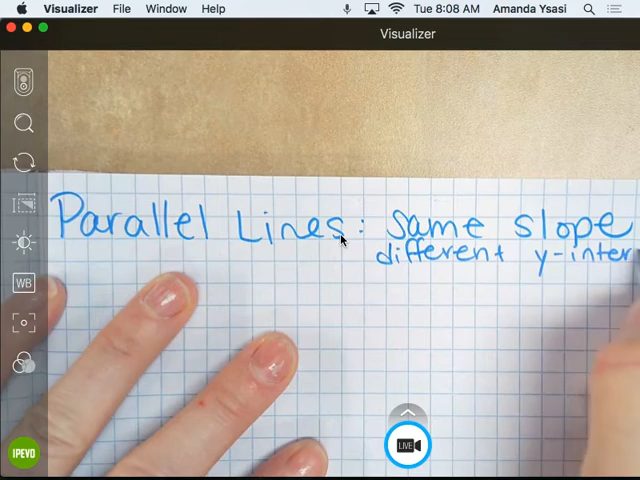 Visualizer File Window Help Tue 8:08 AM Amanda Ysasi
Visualizer
Parallel Lines: same slope
different y-inter
WB
LIVE
IPEVO